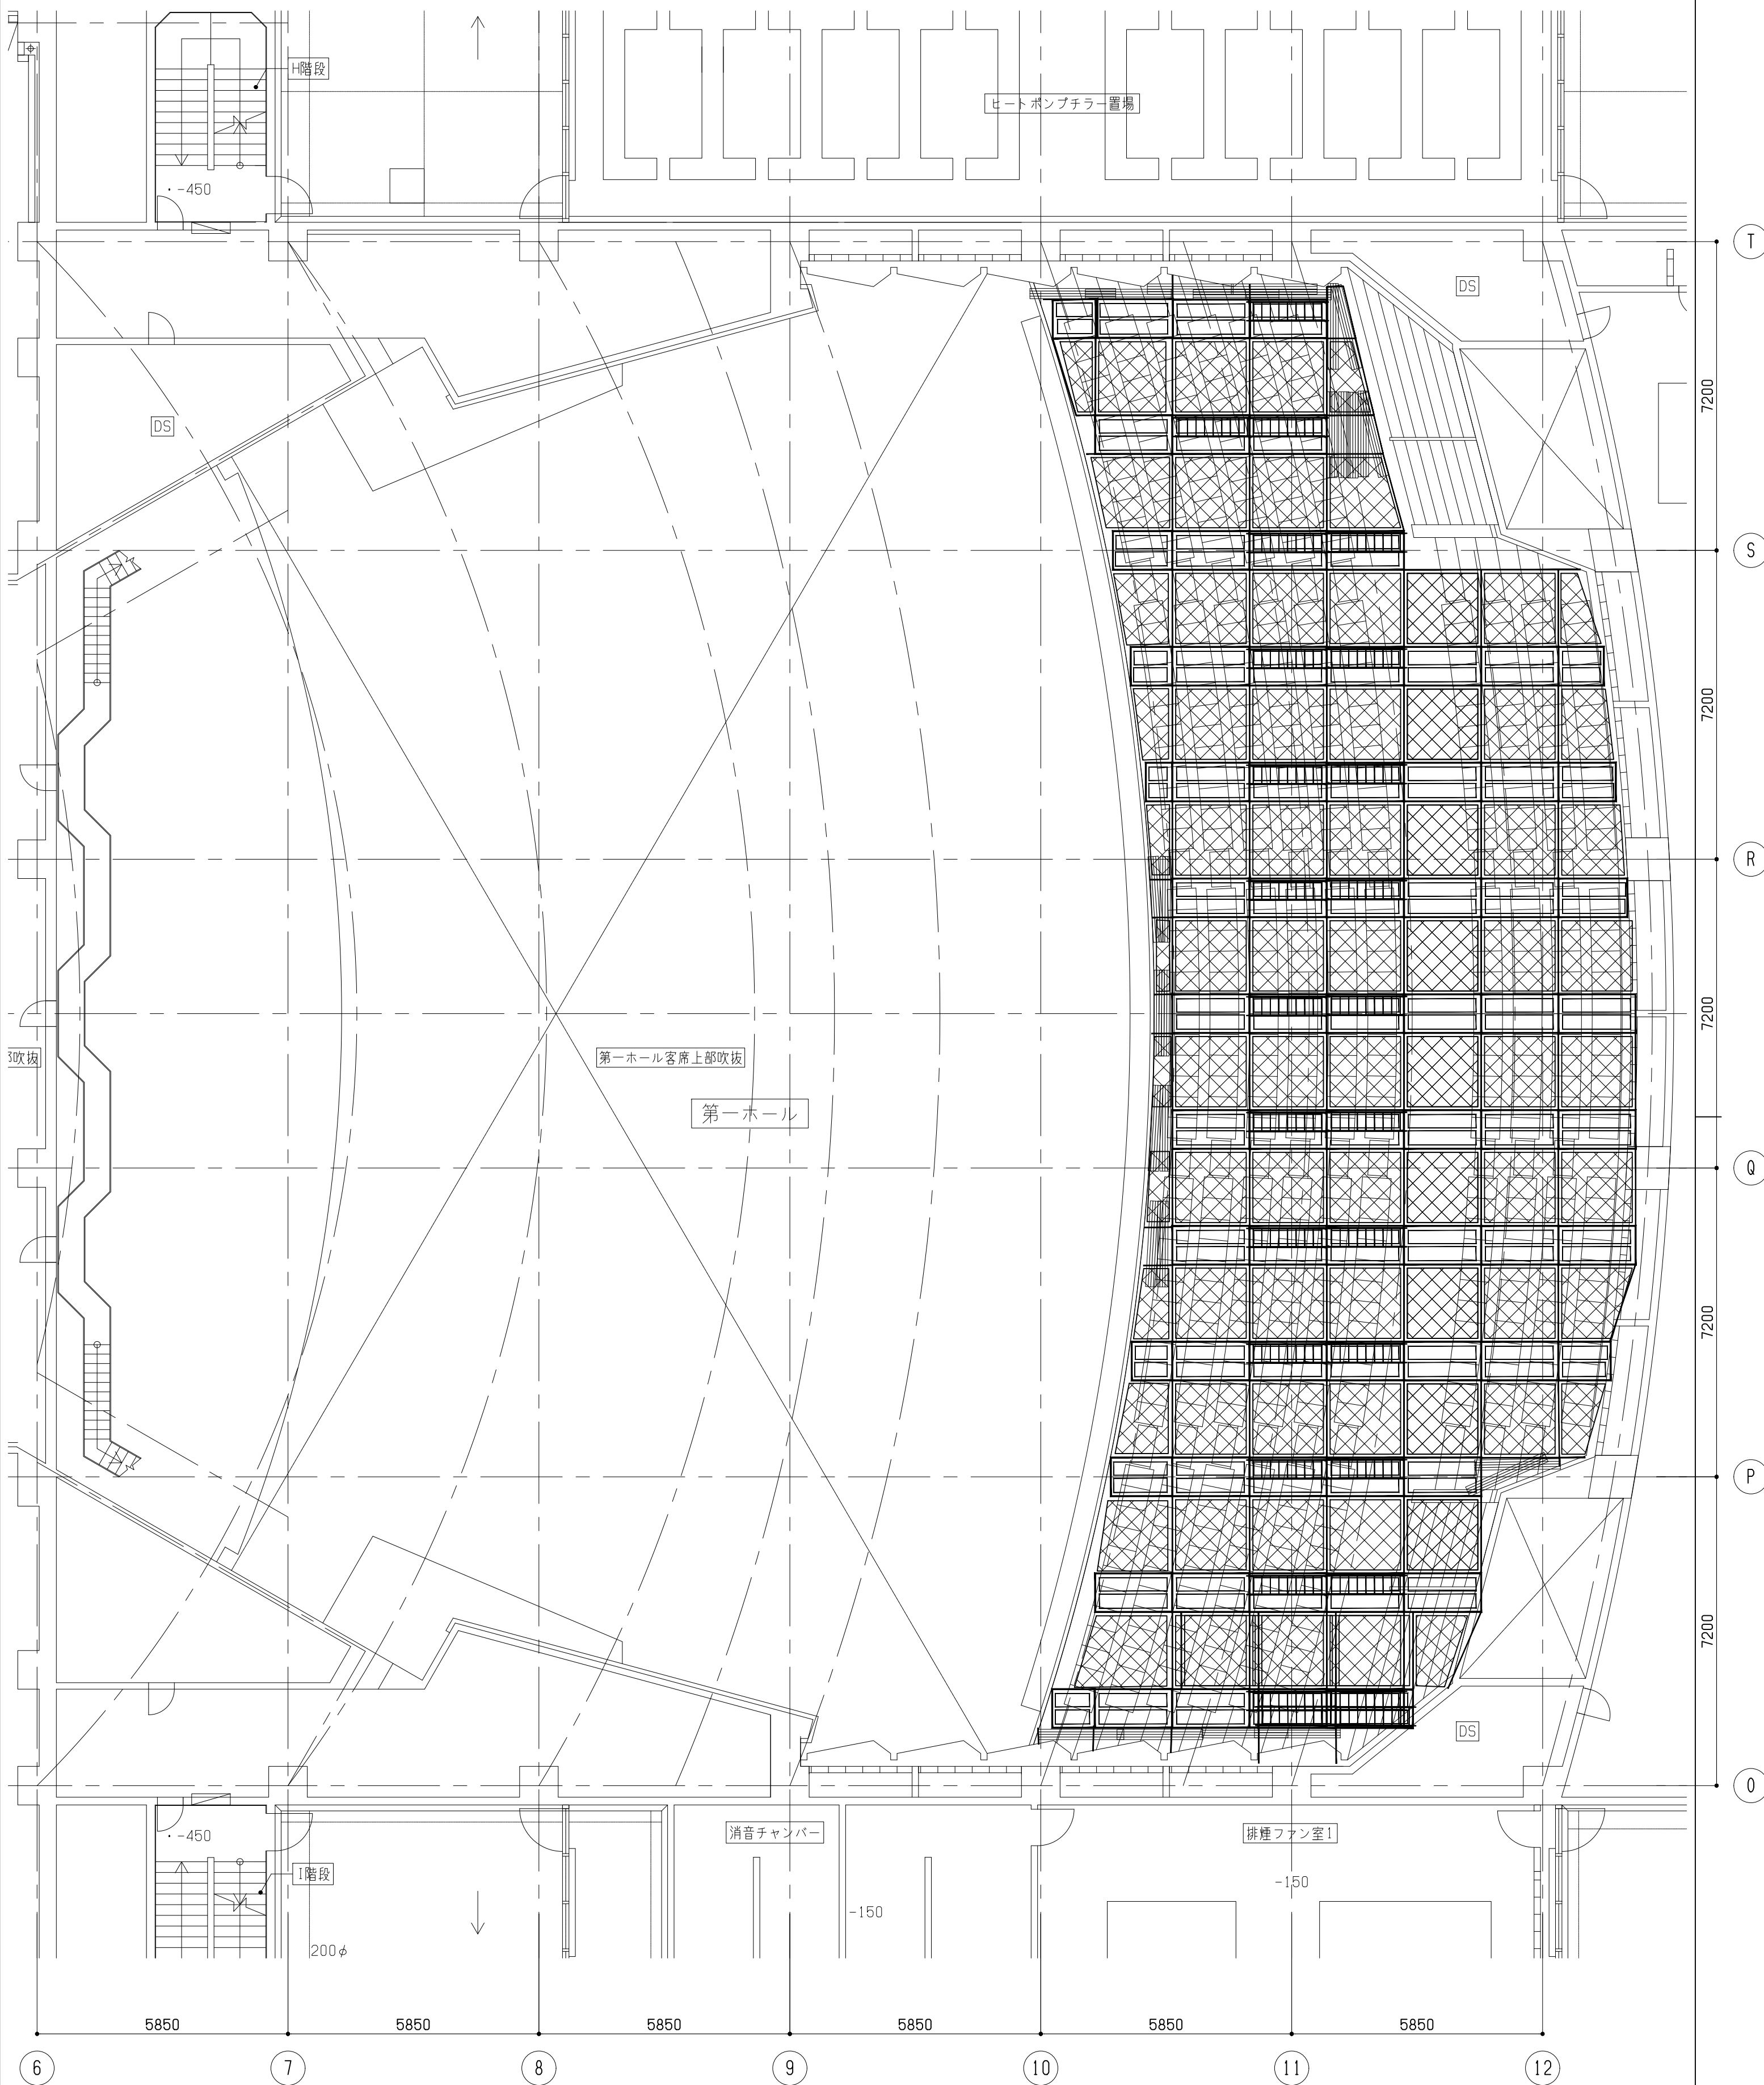 H階段
ヒートポンプチラー置場
-450
T
DS
7200
DS
S
7200
R
7200
部吹抜
第一ホール客席上部吹抜
第一ホール
Q
7200
P
7200
DS
O
-450
消音チャンバー
排煙ファン室1
I階段
-150
-150
200φ
5850 5850 5850 5850 5850 5850
6 7 8 9 10 11 12